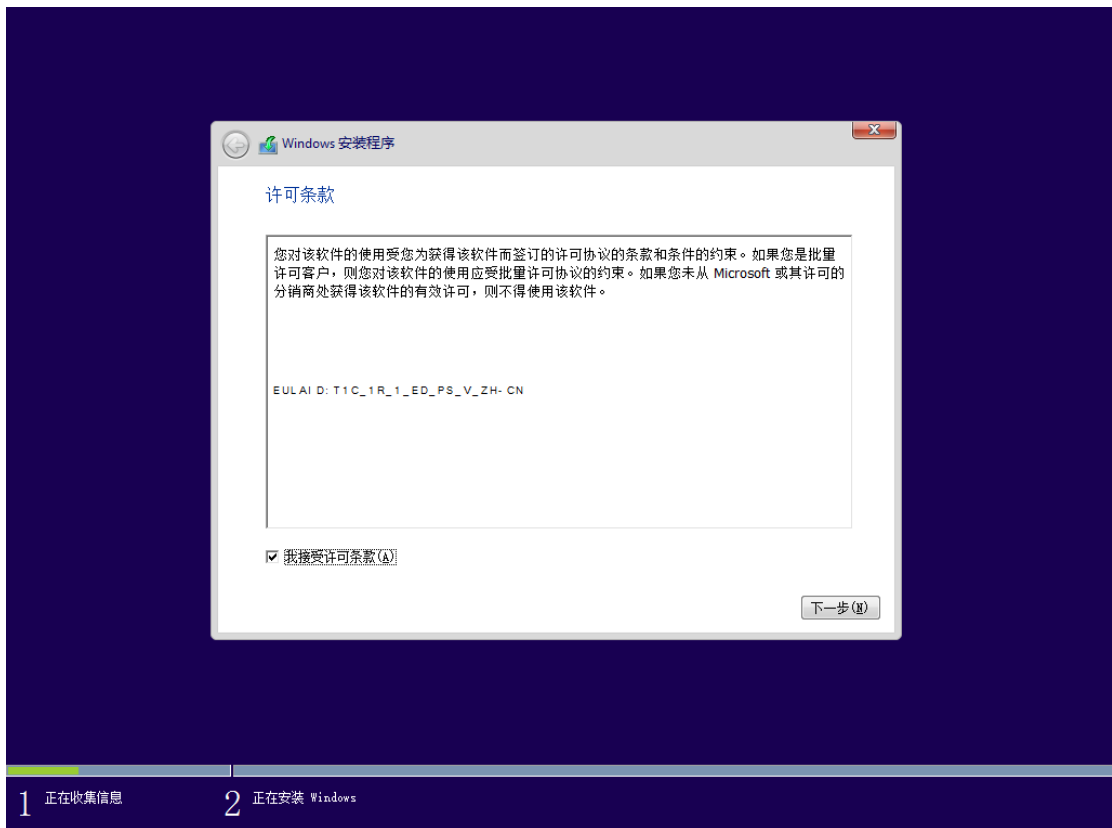 Windows 安装程序
许可条款
您对该软件的使用受您为获得该软件而签订的许可协议的条款和条件的约束。如果您是批量
许可客户，则您对该软件的使用应受批量许可协议的约束。如果您未从 Microsoft 或其许可的
分销商处获得该软件的有效许可，则不得使用该软件。
EULAID: T1C_1R_1_ED_PS_V_ZH-CN
我接受许可条款(A)
下一步(N)
1 正在收集信息 2 正在安装 Windows